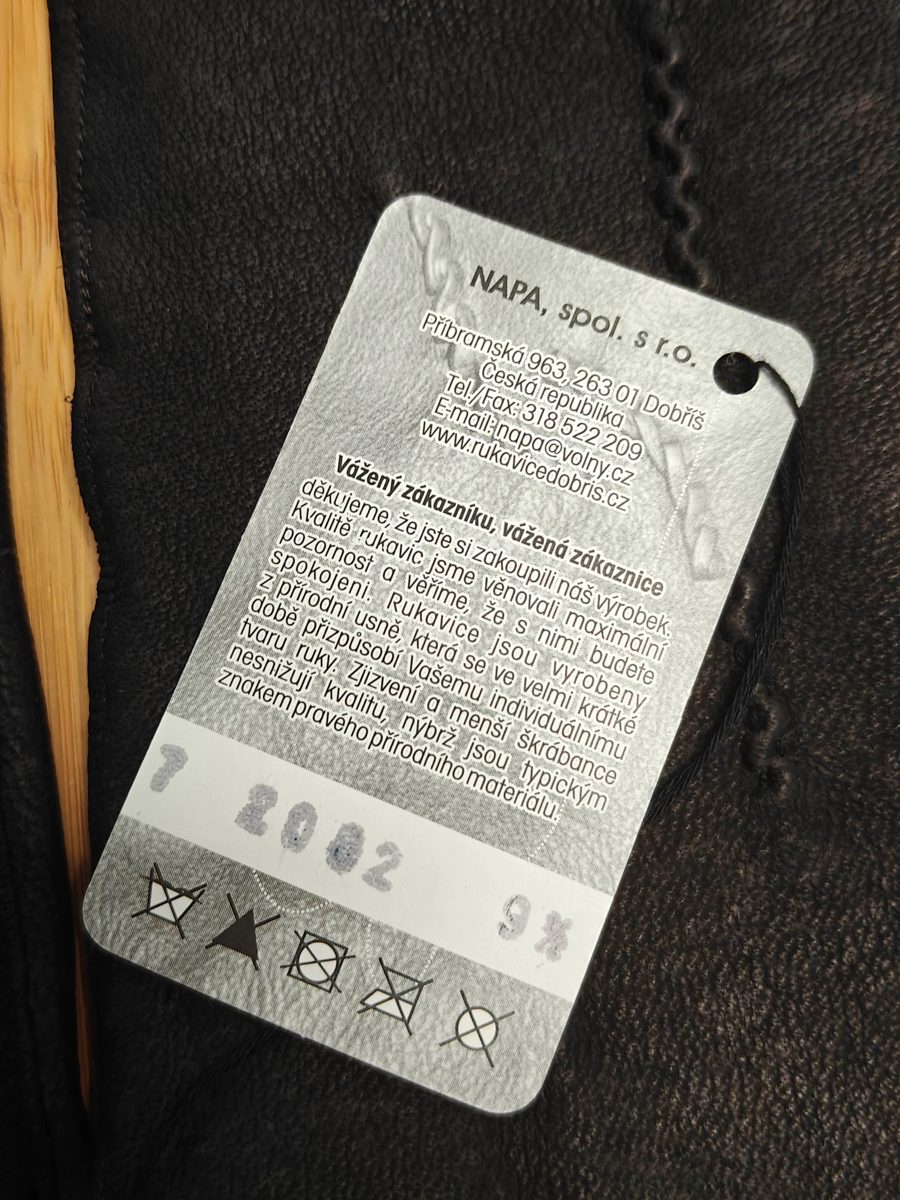 NAPA, spol. s r.o.
Příbramská 963, 263 01 Dobříš
Česká republika
Tel./Fax: 318 522 209
E-mail: napa@volny.cz
www.rukavicedobris.cz
Vážený zákazníku, vážená zákaznice
děkujeme, že jste si zakoupili náš výrobek.
Kvalitě rukavic jsme věnovali maximální
pozornost a věříme, že s nimi budete
spokojeni. Rukavice jsou vyrobeny
z přírodní usně, která se ve velmi krátké
době přizpůsobí Vašemu individuálnímu
tvaru ruky. Zjizvení a menší škrábance
nesnižují kvalitu, nýbrž jsou typickým
znakem pravého přírodního materiálu.
7 2002 9